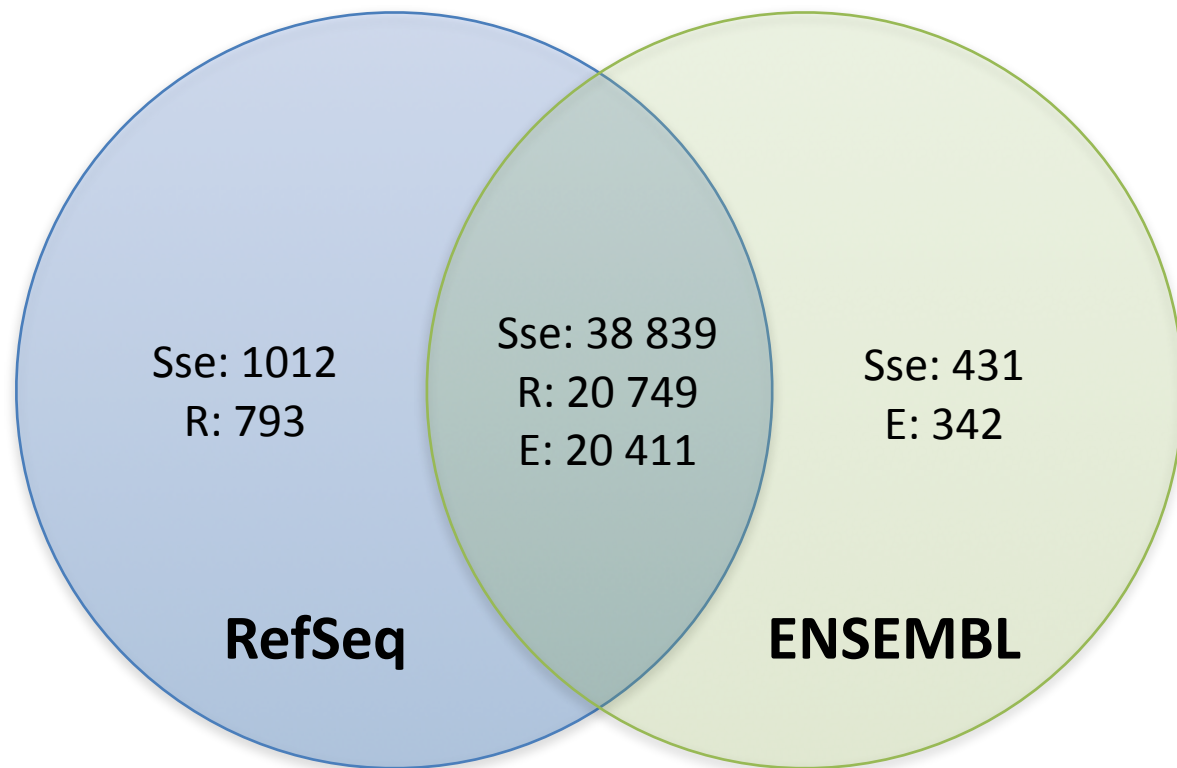 Sse: 1012
R: 793
Sse: 38 839
R: 20 749
E: 20 411
Sse: 431
E: 342
RefSeq
ENSEMBL